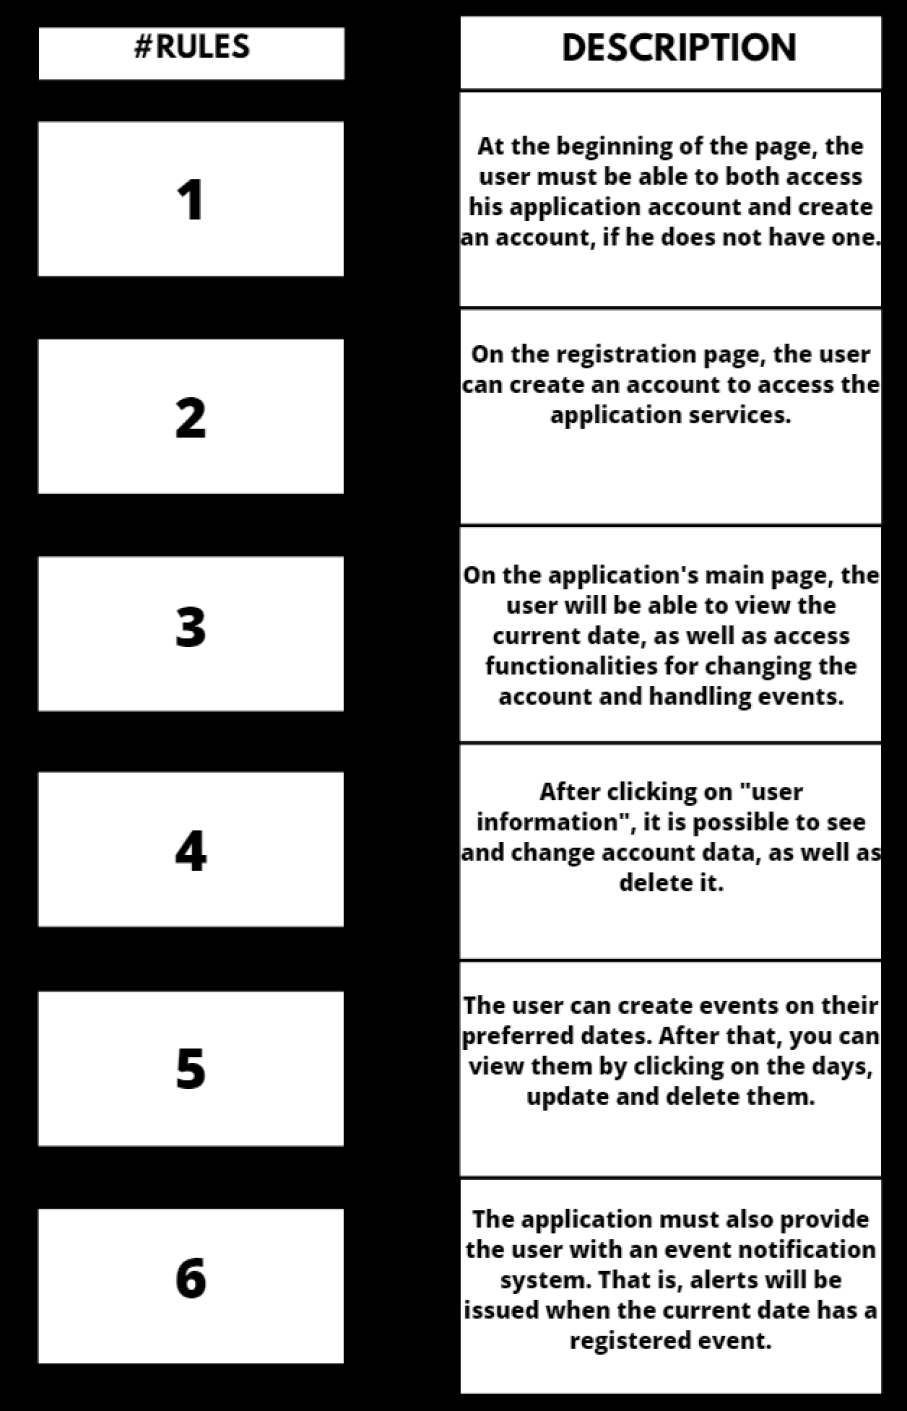 #RULES
DESCRIPTION
1
At the beginning of the page, the
user must be able to both access
his application account and create
an account, if he does not have one.
2
On the registration page, the user
can create an account to access the
application services.
3
On the application's main page, the
user will be able to view the
current date, as well as access
functionalities for changing the
account and handling events.
4
After clicking on "user
information", it is possible to see
and change account data, as well as
delete it.
5
The user can create events on their
preferred dates. After that, you can
view them by clicking on the days,
update and delete them.
6
The application must also provide
the user with an event notification
system. That is, alerts will be
issued when the current date has a
registered event.